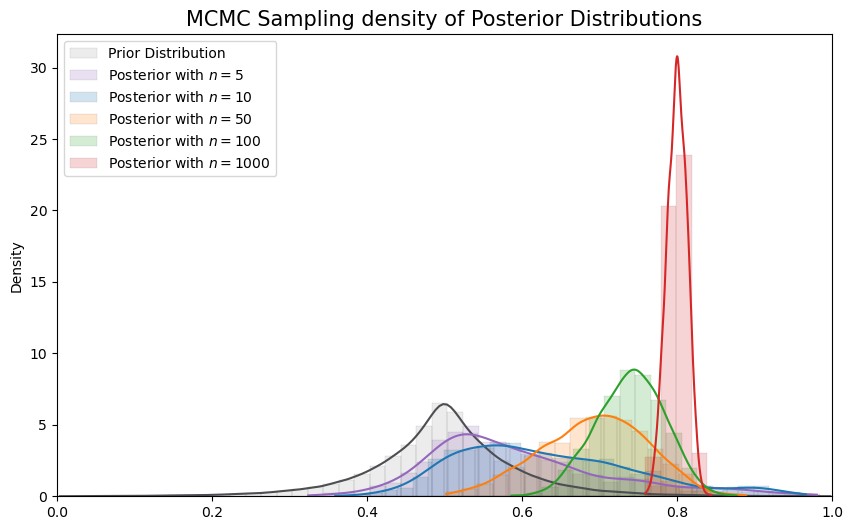 MCMC Sampling density of Posterior Distributions
Prior Distribution
Posterior with n = 5
Posterior with n = 10
Posterior with n = 50
Posterior with n = 100
Posterior with n = 1000
Density
30
25
20
15
10
5
0
0.0 0.2 0.4 0.6 0.8 1.0